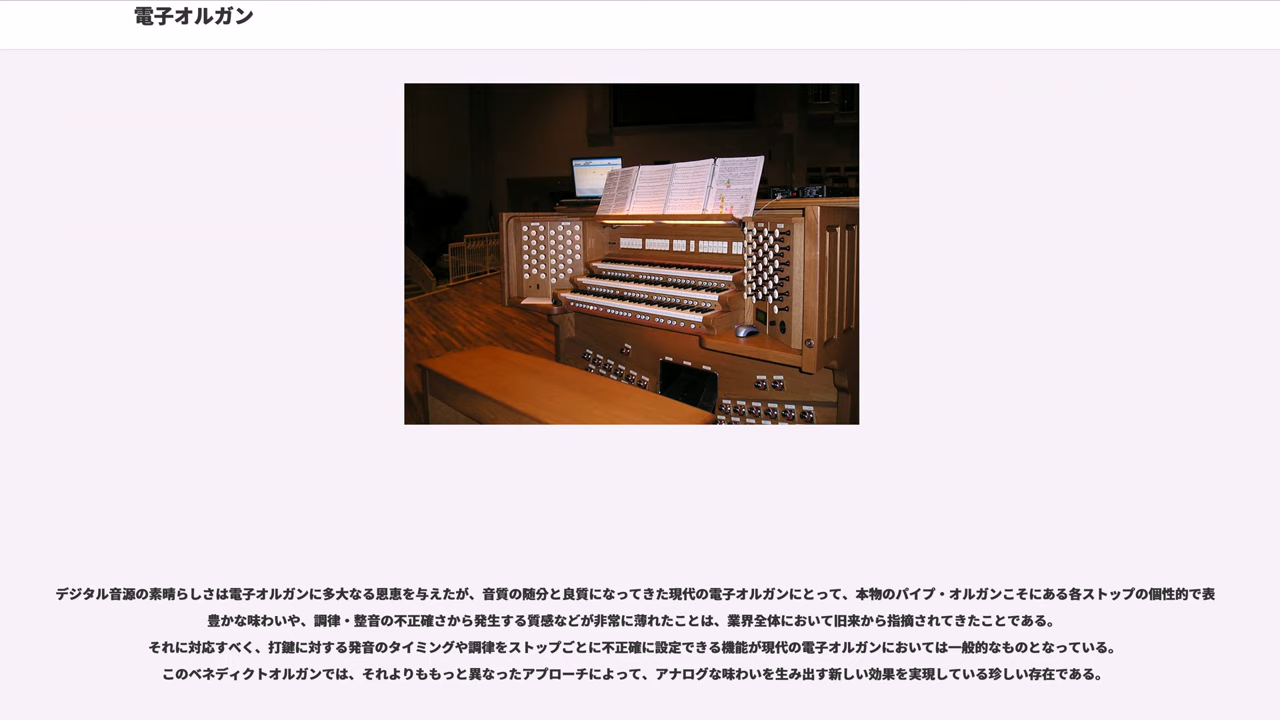 電子オルガン
デジタル音源の素晴らしさは電子オルガンに多大なる恩恵を与えたが、音質の随分と良質になってきた現代の電子オルガンにとって、本物のパイプ・オルガンこそにある各ストップの個性的で表
豊かな味わいや、調律・整音の不正確さから発生する質感などが非常に薄れたことは、業界全体において旧来から指摘されてきたことである。
それに対応すべく、打鍵に対する発音のタイミングや調律をストップごとに不正確に設定できる機能が現代の電子オルガンにおいては一般的なものとなっている。
このベネディクトオルガンでは、それよりももっと異なったアプローチによって、アナログな味わいを生み出す新しい効果を実現している珍しい存在である。